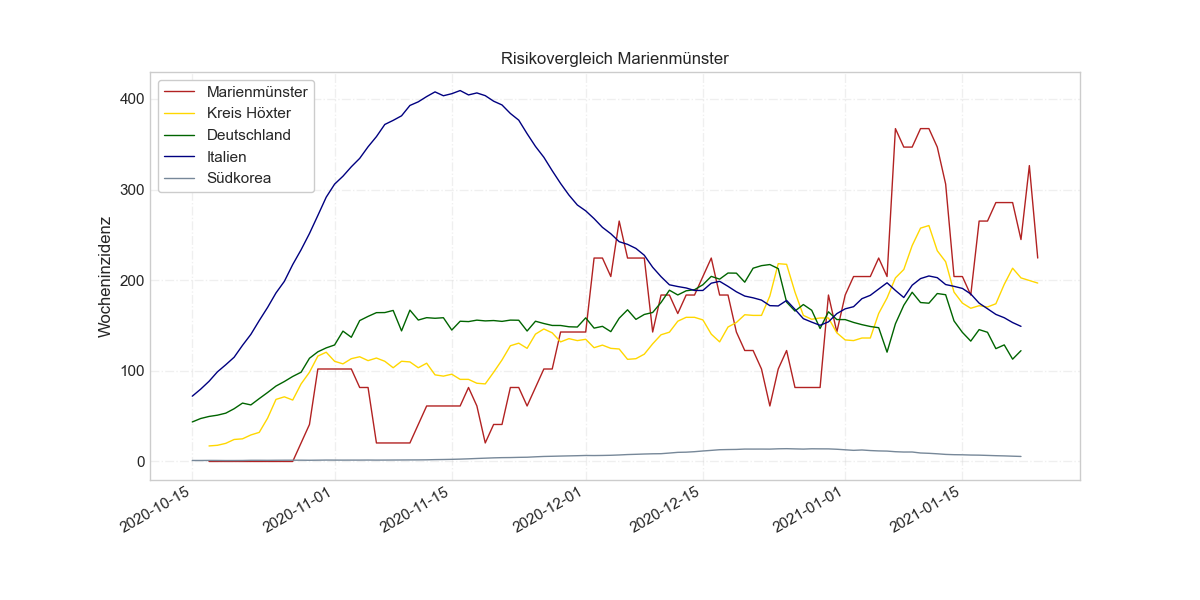 Risikovergleich Marienmünster
Marienmünster
Kreis Höxter
Deutschland
Italien
Südkorea
Wocheninzidenz
400
300
200
100
0
2020-10-15
2020-11-01
2020-11-15
2020-12-01
2020-12-15
2021-01-01
2021-01-15